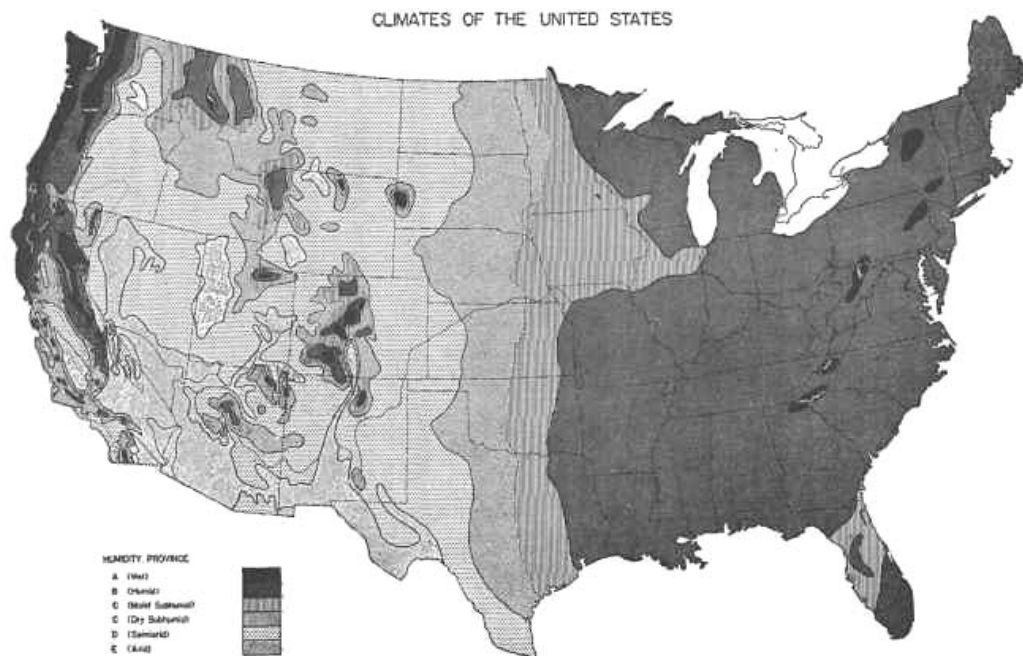 CLIMATES OF THE UNITED STATES
HUMIDITY PROVINCE
A (Wet)
B (Humid)
C (Moist Subhumid)
C (Dry Subhumid)
D (Semiarid)
E (Arid)